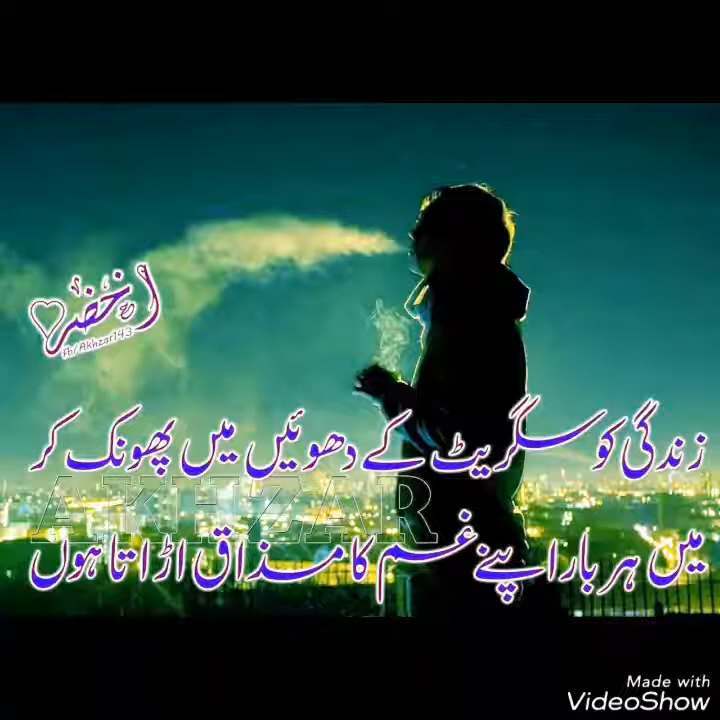 اخضر
Fb/Akhzar143
زندگی کو سگریٹ کے دھوئیں میں پھونک کر
AKHZAR
میں ہر بار اپنے غم کا مذاق اڑاتا ہوں
Made with
VideoShow